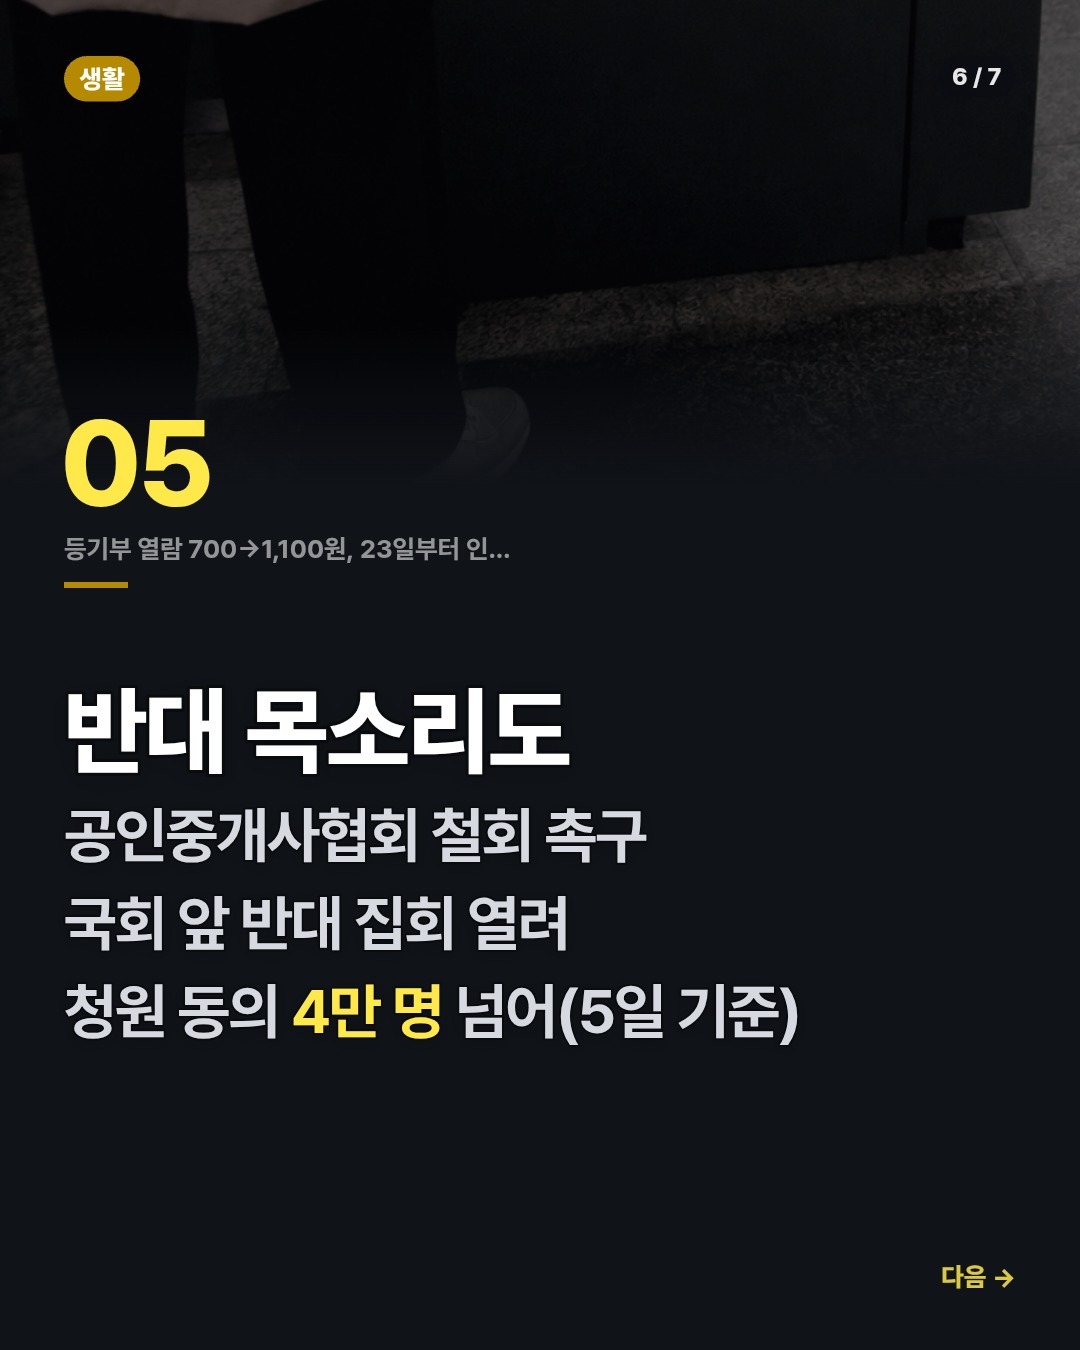 생활
6 / 7
05
등기부 열람 700→1,100원, 23일부터 인...
반대 목소리도
공인중개사협회 철회 촉구
국회 앞 반대 집회 열려
청원 동의 4만 명 넘어(5일 기준)
다음 →